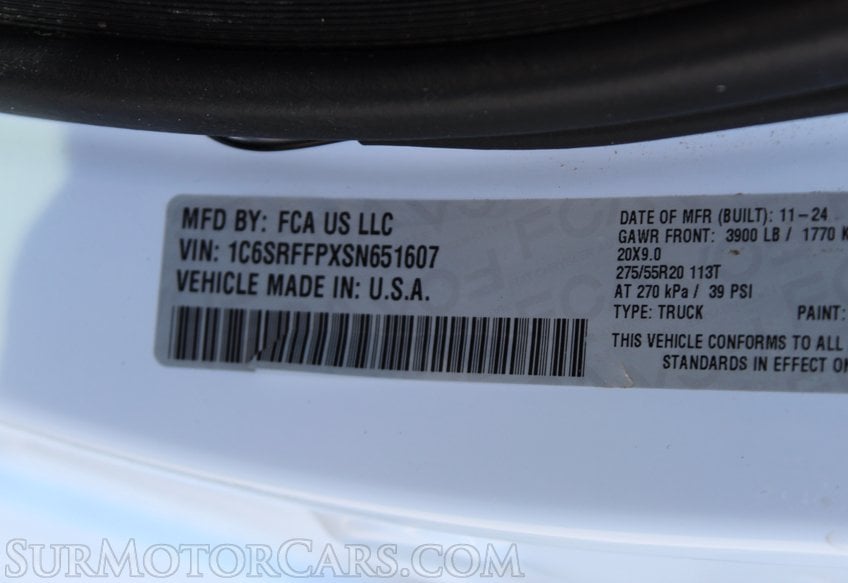 MFD BY: FCA US LLC
VIN: 1C6SRFFPXSN651607
VEHICLE MADE IN: U.S.A.
DATE OF MFR (BUILT): 11-24
GAWR FRONT: 3900 LB / 1770 K
20X9.0
275/55R20 113T
AT 270 kPa / 39 PSI
TYPE: TRUCK PAINT:
THIS VEHICLE CONFORMS TO ALL
STANDARDS IN EFFECT ON
SurMotorCars.com